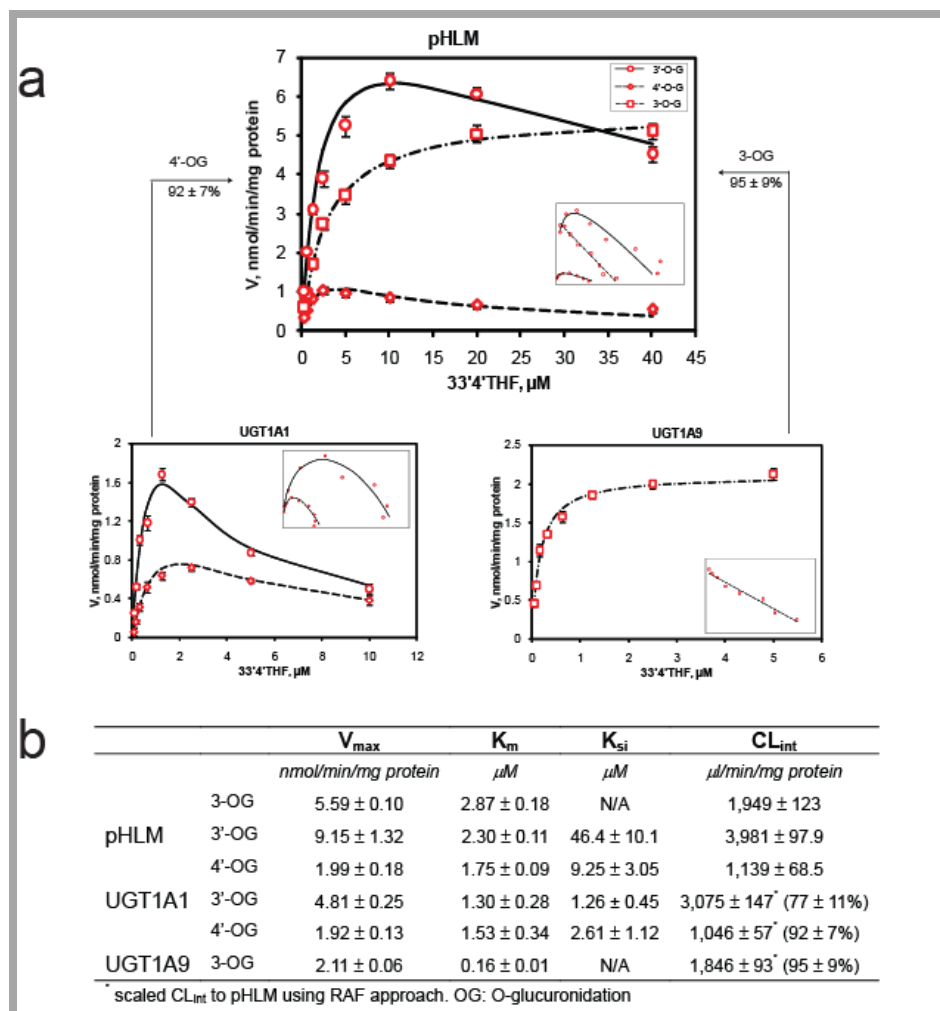 a
pHLM
7
6
5
4
3
2
1
0
V, nmol/min/mg protein
3'-O-G
4'-O-G
3-O-G
4'-OG
92 ± 7%
3-OG
95 ± 9%
0 5 10 15 20 25 30 35 40 45
33'4'THF, µM
UGT1A1
2
1.6
1.2
0.8
0.4
0
V, nmol/min/mg protein
0 2 4 6 8 10 12
33'4'THF, µM
UGT1A9
2.5
2
1.5
1
0.5
0
V, nmol/min/mg protein
0 1 2 3 4 5 6
33'4'THF, µM
b
Vmax Km Ksi CLint
nmol/min/mg protein µM µM µl/min/mg protein
3-OG 5.59 ± 0.10 2.87 ± 0.18 N/A 1,949 ± 123
pHLM 3'-OG 9.15 ± 1.32 2.30 ± 0.11 46.4 ± 10.1 3,981 ± 97.9
4'-OG 1.99 ± 0.18 1.75 ± 0.09 9.25 ± 3.05 1,139 ± 68.5
UGT1A1 3'-OG 4.81 ± 0.25 1.30 ± 0.28 1.26 ± 0.45 3,075 ± 147* (77 ± 11%)
4'-OG 1.92 ± 0.13 1.53 ± 0.34 2.61 ± 1.12 1,046 ± 57* (92 ± 7%)
UGT1A9 3-OG 2.11 ± 0.06 0.16 ± 0.01 N/A 1,846 ± 93* (95 ± 9%)
* scaled CLint to pHLM using RAF approach. OG: O-glucuronidation